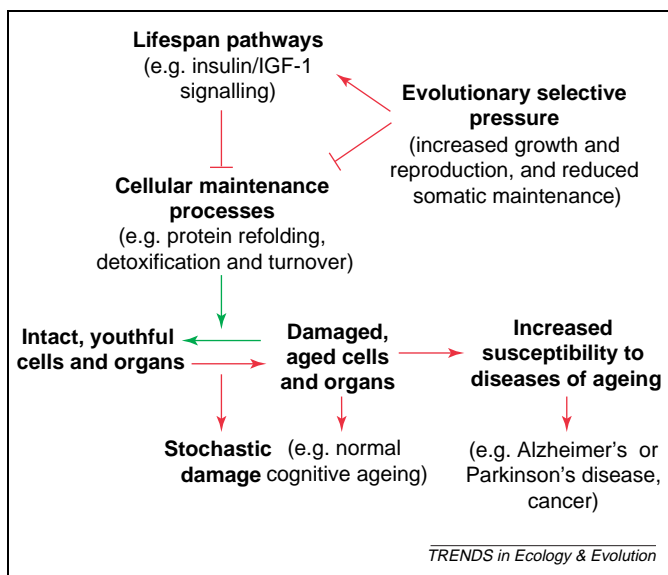 Lifespan pathways
(e.g. insulin/IGF-1
signalling)
Evolutionary selective
pressure
(increased growth and
reproduction, and reduced
somatic maintenance)
Cellular maintenance
processes
(e.g. protein refolding,
detoxification and turnover)
Intact, youthful
cells and organs
Damaged,
aged cells
and organs
Increased
susceptibility to
diseases of ageing
Stochastic
damage
(e.g. normal
cognitive ageing)
(e.g. Alzheimer's or
Parkinson's disease,
cancer)
TRENDS in Ecology & Evolution